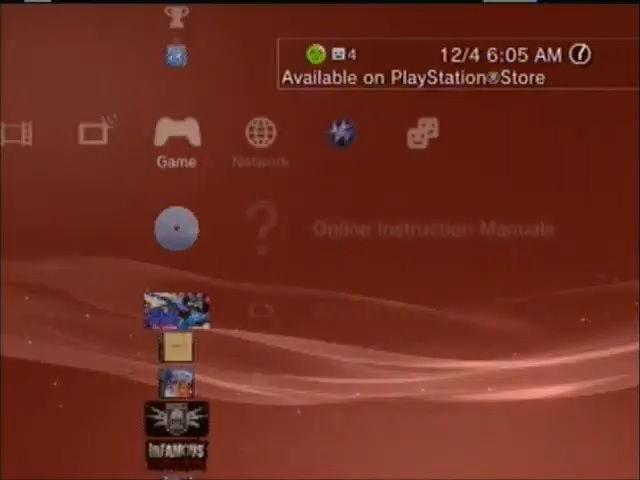 4 12/4 6:05 AM
Available on PlayStation®Store
Game
Network
Online Instruction Manuals
inFAMOUS